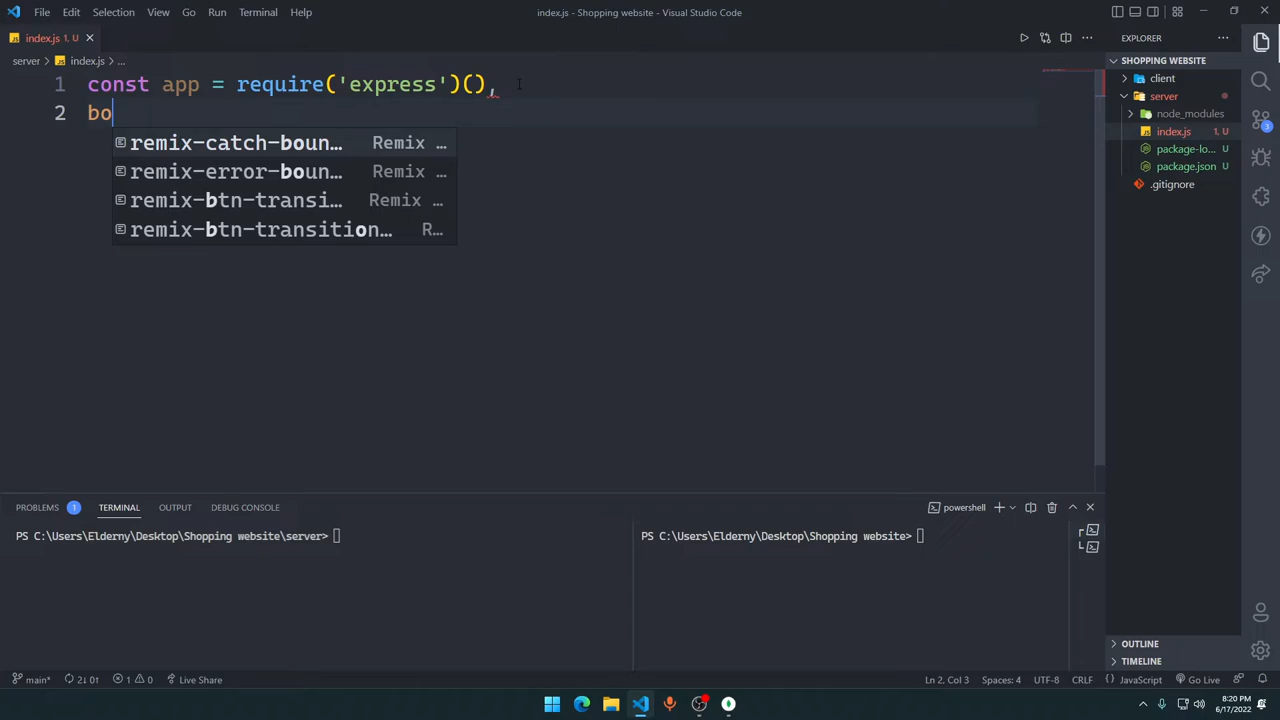 File Edit Selection View Go Run Terminal Help
index.js - Shopping website - Visual Studio Code
index.js 1, U
EXPLORER
server > index.js > ...
1 const app = require('express')(),
2 bo
remix-catch-boun… Remix …
remix-error-boun… Remix …
remix-btn-transi… Remix …
remix-btn-transition… R…
SHOPPING WEBSITE
client
server
node_modules
index.js 1, U
package-lo... U
package.json U
.gitignore
3
PROBLEMS 1 TERMINAL OUTPUT DEBUG CONSOLE
powershell
PS C:\Users\Elderny\Desktop\Shopping website\server>
PS C:\Users\Elderny\Desktop\Shopping website>
OUTLINE
TIMELINE
main* 2↓ 0↑ 1 0 Live Share
Ln 2, Col 3 Spaces: 4 UTF-8 CRLF {} JavaScript Go Live
8:20 PM
6/17/2022